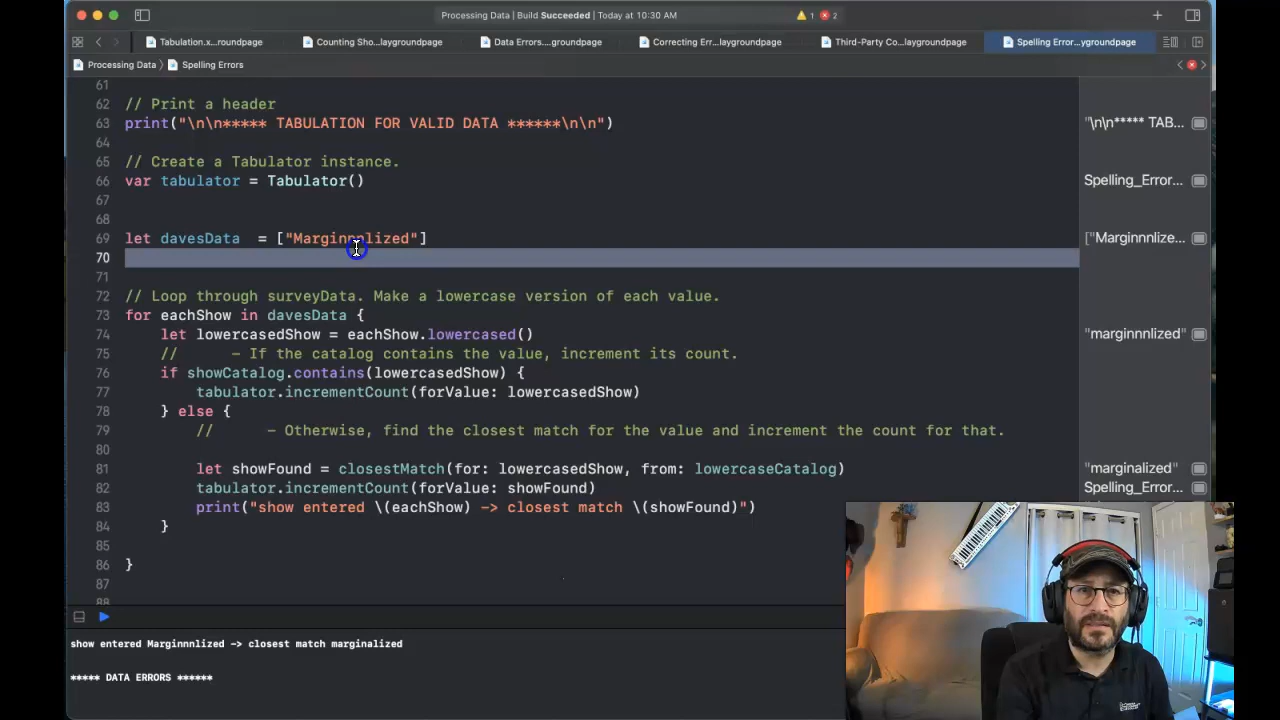 Processing Data | Build Succeeded | Today at 10:30 AM
1
2
Tabulation.x...roundpage
Counting Sho...laygroundpage
Data Errors....groundpage
Correcting Err...laygroundpage
Third-Party Co...laygroundpage
Spelling Error...ygroundpage
Processing Data
Spelling Errors
61
62 // Print a header
63 print("\n\n***** TABULATION FOR VALID DATA ******\n\n")
"\n\n***** TAB...
64
65 // Create a Tabulator instance.
66 var tabulator = Tabulator()
Spelling_Error...
67
68
69 let davesData  = ["Marginnnlized"]
["Marginnnlize...
70
71
72 // Loop through surveyData. Make a lowercase version of each value.
73 for eachShow in davesData {
74 let lowercasedShow = eachShow.lowercased()
"marginnnlized"
75 //      - If the catalog contains the value, increment its count.
76 if showCatalog.contains(lowercasedShow) {
77 tabulator.incrementCount(forValue: lowercasedShow)
78 } else {
79 //      - Otherwise, find the closest match for the value and increment the count for that.
80
81 let showFound = closestMatch(for: lowercasedShow, from: lowercaseCatalog)
"marginalized"
82 tabulator.incrementCount(forValue: showFound)
Spelling_Error...
83 print("show entered \(eachShow) -> closest match \(showFound)")
84 }
85
86 }
87
88
show entered Marginnnlized -> closest match marginalized
***** DATA ERRORS ******